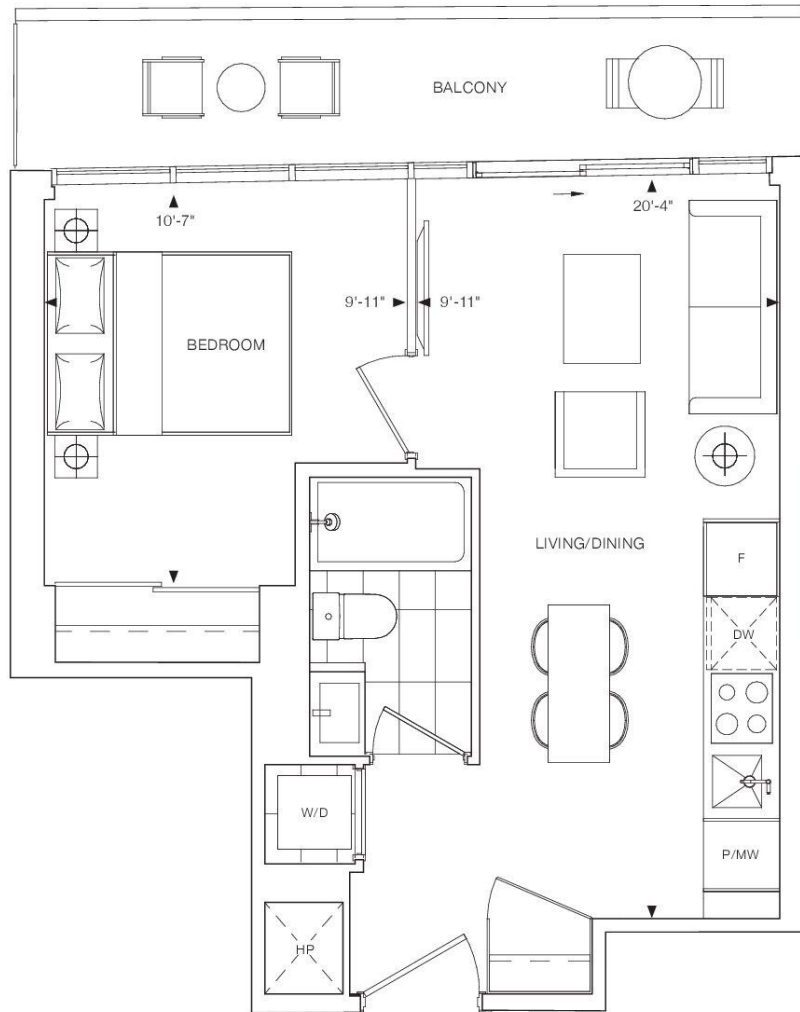 BALCONY
10'-7"
20'-4"
9'-11"
9'-11"
BEDROOM
LIVING/DINING
F
DW
W/D
P/MW
HP